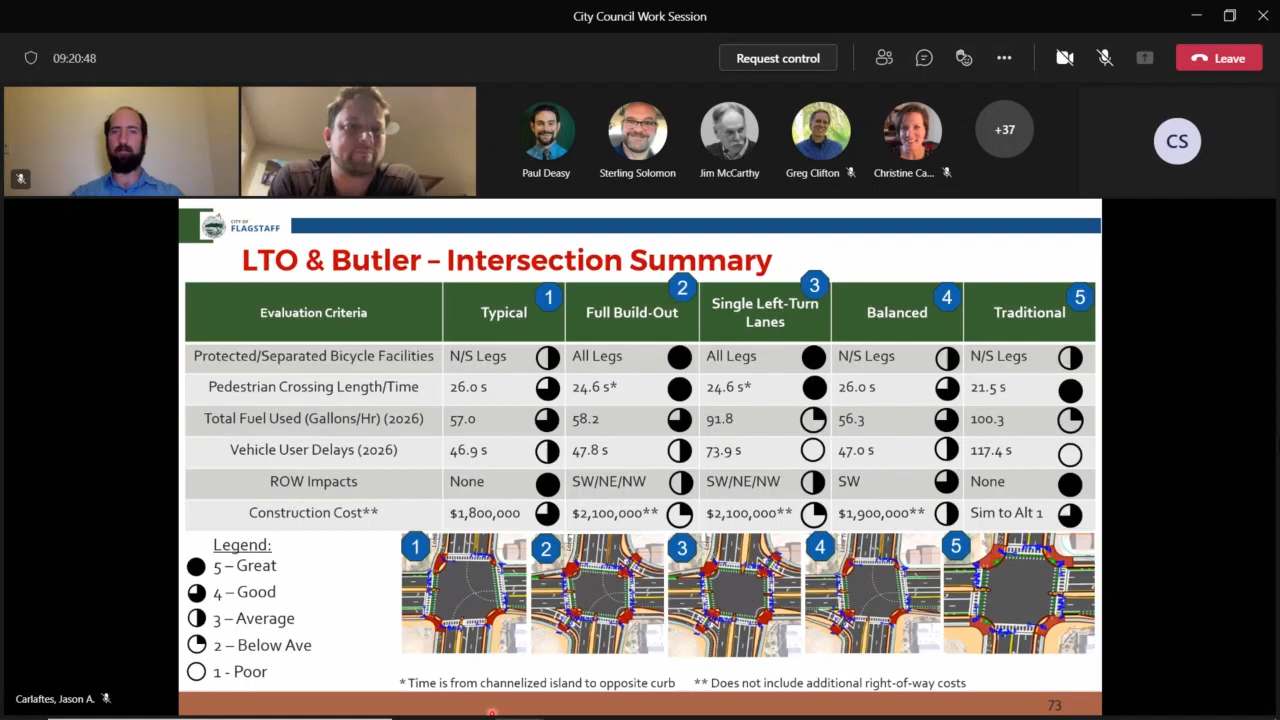 City Council Work Session
09:20:48
Request control
Leave
Paul Deasy
Sterling Solomon
Jim McCarthy
Greg Clifton
Christine Ca...
+37
CS
CITY OF
FLAGSTAFF
LTO & Butler – Intersection Summary
Evaluation Criteria Typical 1 Full Build-Out 2 Single Left-Turn Lanes 3 Balanced 4 Traditional 5
Protected/Separated Bicycle Facilities N/S Legs All Legs All Legs N/S Legs N/S Legs
Pedestrian Crossing Length/Time 26.0 s 24.6 s* 24.6 s* 26.0 s 21.5 s
Total Fuel Used (Gallons/Hr) (2026) 57.0 58.2 91.8 56.3 100.3
Vehicle User Delays (2026) 46.9 s 47.8 s 73.9 s 47.0 s 117.4 s
ROW Impacts None SW/NE/NW SW/NE/NW SW None
Construction Cost** $1,800,000 $2,100,000** $2,100,000** $1,900,000** Sim to Alt 1
Legend:
5 – Great
4 – Good
3 – Average
2 – Below Ave
1 - Poor
1
2
3
4
5
* Time is from channelized island to opposite curb
** Does not include additional right-of-way costs
Carlaftes, Jason A.
73